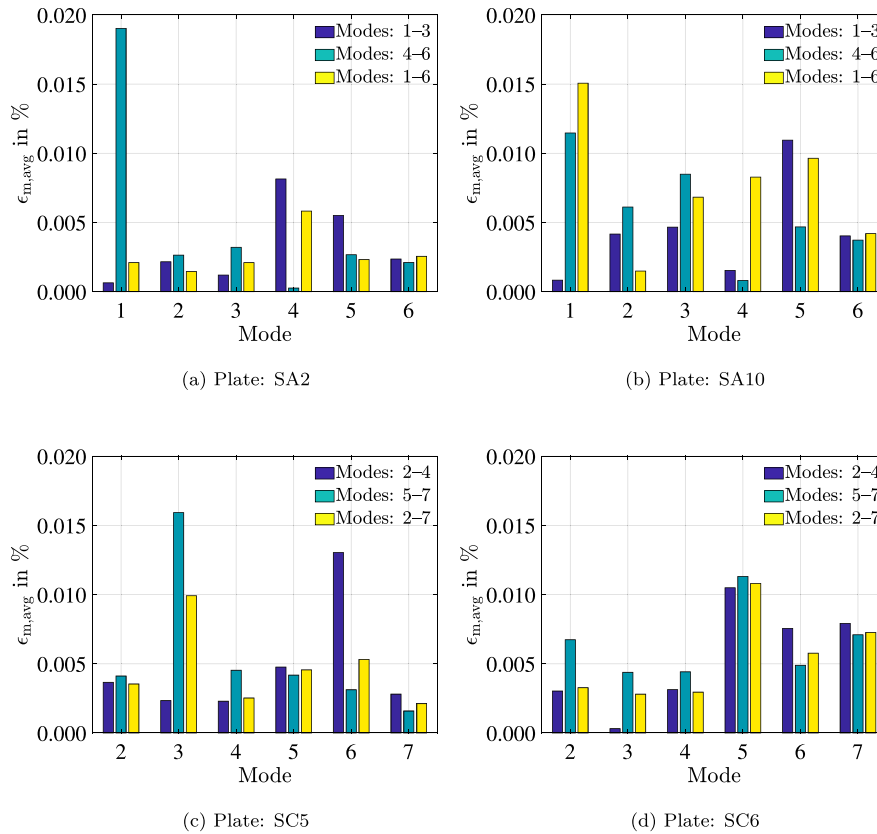 0.020
0.015
0.010
0.005
0.000
ϵm,avg in %
Modes: 1–3
Modes: 4–6
Modes: 1–6
1 2 3 4 5 6
Mode
(a) Plate: SA2
0.020
0.015
0.010
0.005
0.000
ϵm,avg in %
Modes: 1–3
Modes: 4–6
Modes: 1–6
1 2 3 4 5 6
Mode
(b) Plate: SA10
0.020
0.015
0.010
0.005
0.000
ϵm,avg in %
Modes: 2–4
Modes: 5–7
Modes: 2–7
2 3 4 5 6 7
Mode
(c) Plate: SC5
0.020
0.015
0.010
0.005
0.000
ϵm,avg in %
Modes: 2–4
Modes: 5–7
Modes: 2–7
2 3 4 5 6 7
Mode
(d) Plate: SC6